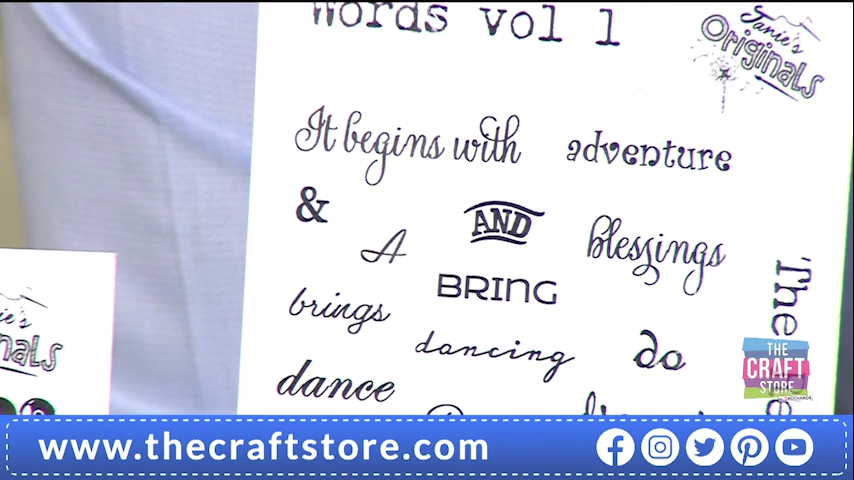 Words vol 1
Janie's
Originals
It begins with adventure
&
AND
A
blessings
BRING
brings
dancing
do
dance
The
THE
CRAFT
STORE
www.thecraftstore.com